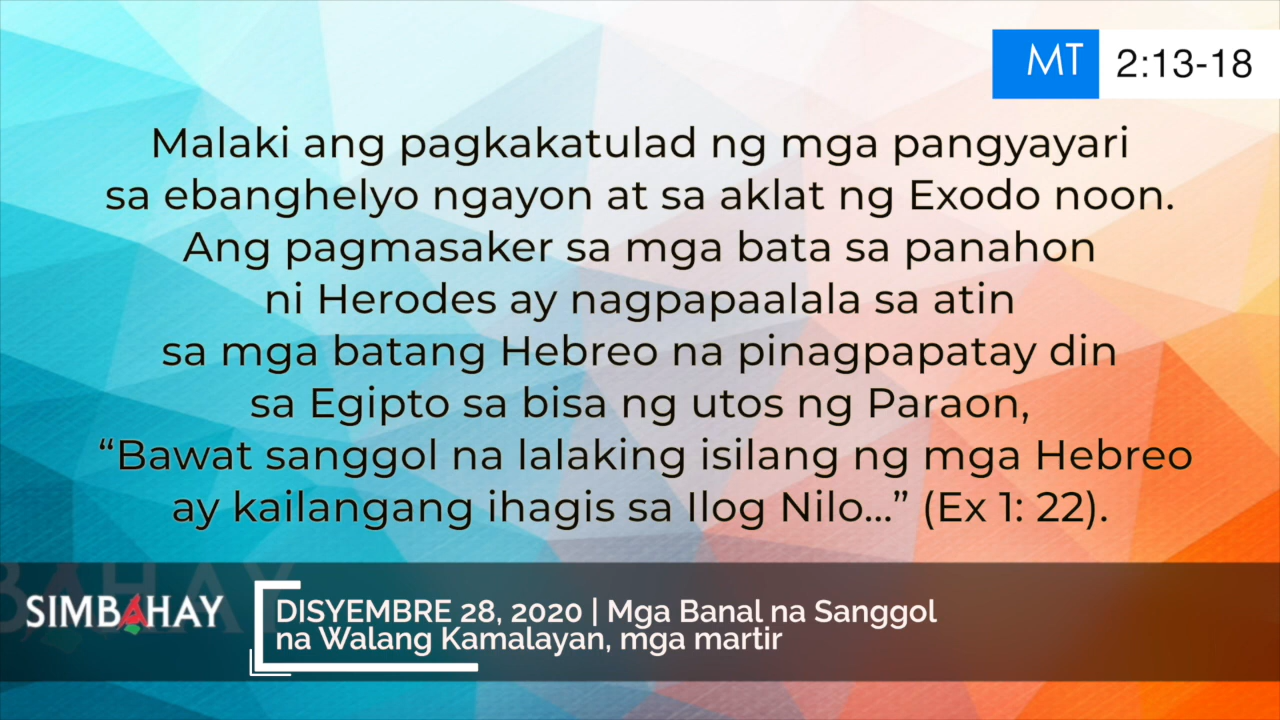 MT 2:13-18
Malaki ang pagkakatulad ng mga pangyayari
sa ebanghelyo ngayon at sa aklat ng Exodo noon.
Ang pagmasaker sa mga bata sa panahon
ni Herodes ay nagpapaalala sa atin
sa mga batang Hebreo na pinagpapatay din
sa Egipto sa bisa ng utos ng Paraon,
“Bawat sanggol na lalaking isilang ng mga Hebreo
ay kailangang ihagis sa Ilog Nilo...” (Ex 1: 22).
SIMBAHAY
DISYEMBRE 28, 2020 | Mga Banal na Sanggol
na Walang Kamalayan, mga martir